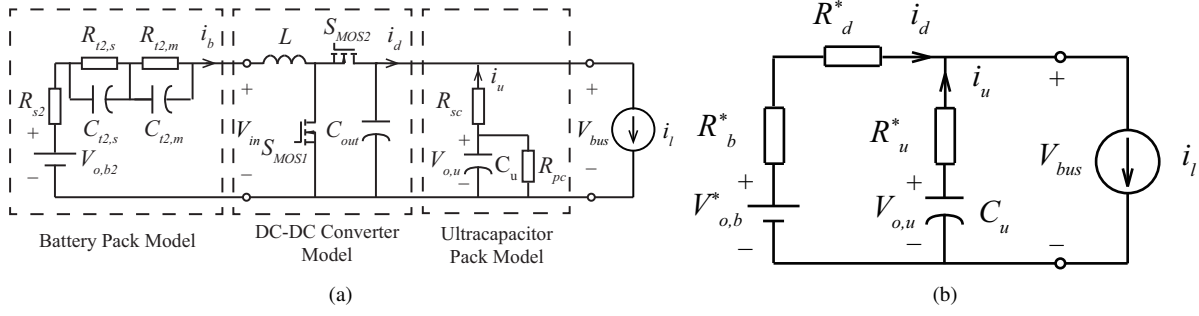 R_{t2,s} R_{t2,m} i_b L S_{MOS2} i_d
R_{s2} C_{t2,s} C_{t2,m} + − V_{o,b2}
+ V_{in} − S_{MOS1} C_{out}
i_u R_{sc} + V_{o,u} − C_u R_{pc}
+ V_{bus} − i_l
Battery Pack Model
DC-DC Converter
Model
Ultracapacitor
Pack Model
(a)
R^*_d i_d
i_u
R^*_b R^*_u
+ V^*_{o,b} −
+ V_{o,u} − C_u
+ V_{bus} − i_l
(b)